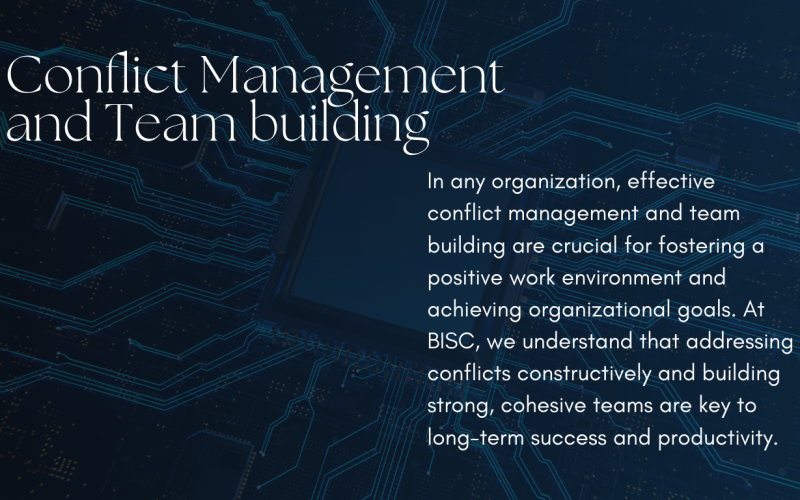 Conflict Management
and Team building
In any organization, effective
conflict management and team
building are crucial for fostering a
positive work environment and
achieving organizational goals. At
BISC, we understand that addressing
conflicts constructively and building
strong, cohesive teams are key to
long-term success and productivity.